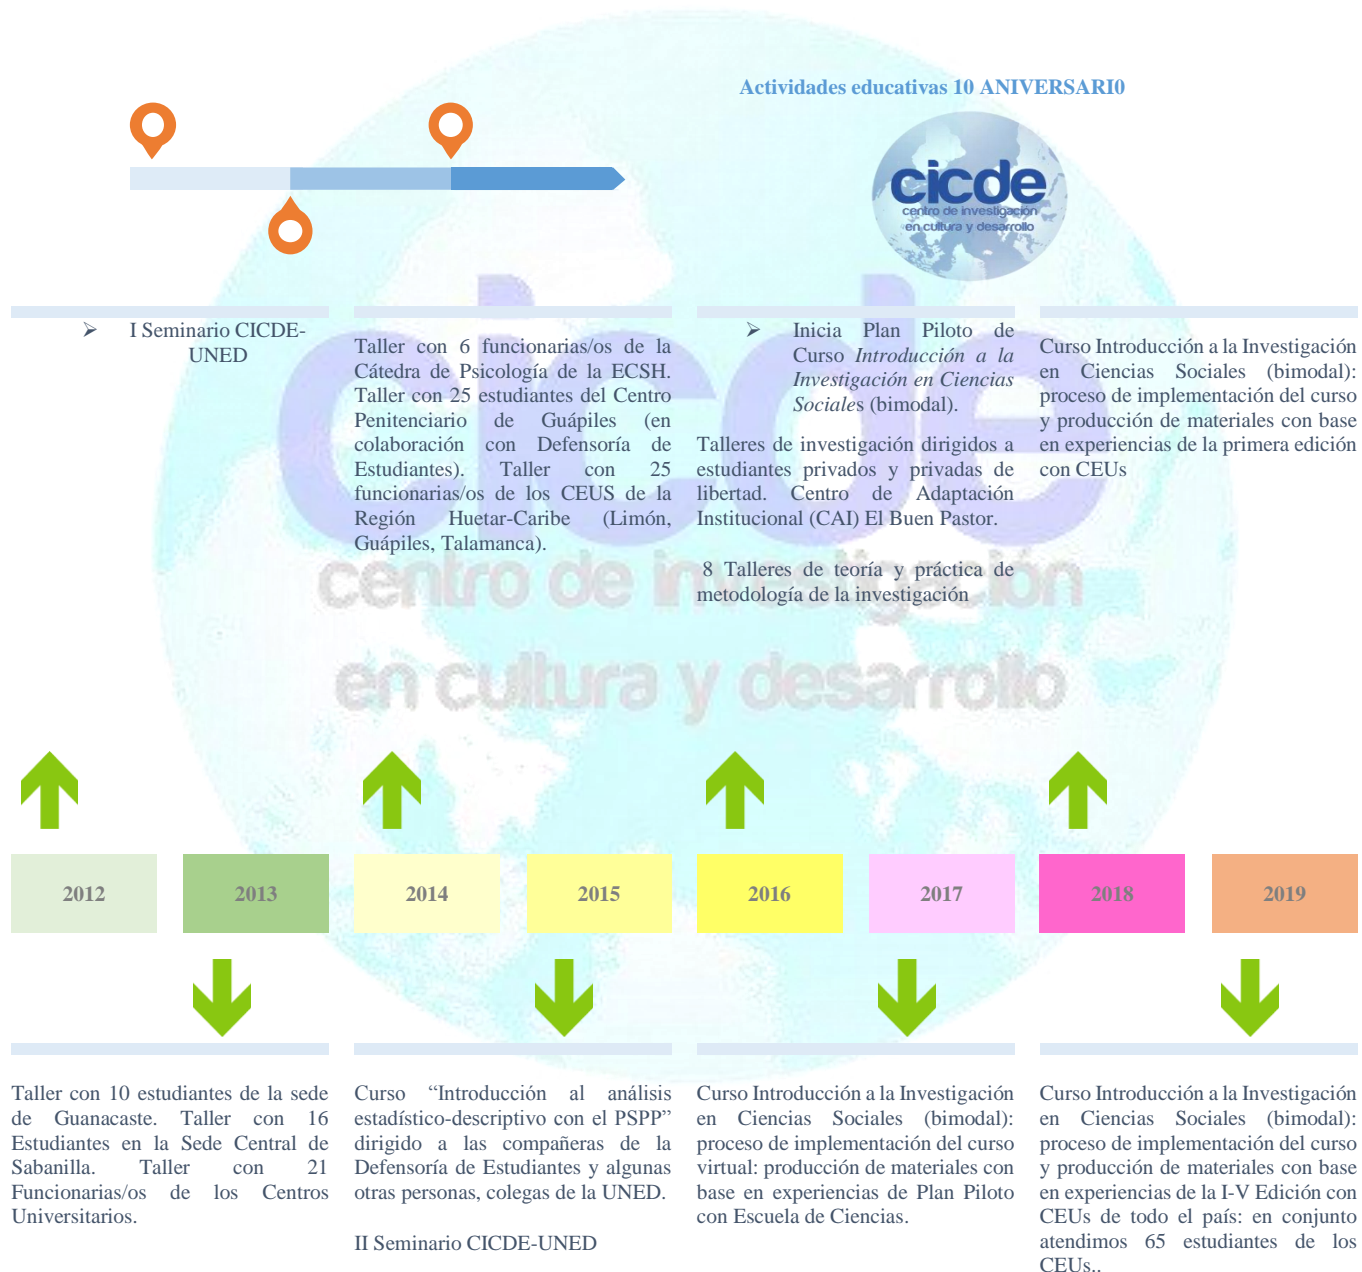 Actividades educativas 10 ANIVERSARI0
cicde
centro de investigación
en cultura y desarrollo
➢ I Seminario CICDE-
UNED
Taller con 6 funcionarias/os de la
Cátedra de Psicología de la ECSH.
Taller con 25 estudiantes del Centro
Penitenciario de Guápiles (en
colaboración con Defensoría de
Estudiantes). Taller con 25
funcionarias/os de los CEUS de la
Región Huetar-Caribe (Limón,
Guápiles, Talamanca).
➢ Inicia Plan Piloto de
Curso Introducción a la
Investigación en Ciencias
Sociales (bimodal).
Talleres de investigación dirigidos a
estudiantes privados y privadas de
libertad. Centro de Adaptación
Institucional (CAI) El Buen Pastor.
8 Talleres de teoría y práctica de
metodología de la investigación
Curso Introducción a la Investigación
en Ciencias Sociales (bimodal):
proceso de implementación del curso
y producción de materiales con base
en experiencias de la primera edición
con CEUs
cicde
centro de investigación
en cultura y desarrollo
2012
2013
2014
2015
2016
2017
2018
2019
Taller con 10 estudiantes de la sede
de Guanacaste. Taller con 16
Estudiantes en la Sede Central de
Sabanilla. Taller con 21
Funcionarias/os de los Centros
Universitarios.
Curso “Introducción al análisis
estadístico-descriptivo con el PSPP”
dirigido a las compañeras de la
Defensoría de Estudiantes y algunas
otras personas, colegas de la UNED.
II Seminario CICDE-UNED
Curso Introducción a la Investigación
en Ciencias Sociales (bimodal):
proceso de implementación del curso
virtual: producción de materiales con
base en experiencias de Plan Piloto
con Escuela de Ciencias.
Curso Introducción a la Investigación
en Ciencias Sociales (bimodal):
proceso de implementación del curso
y producción de materiales con base
en experiencias de la I-V Edición con
CEUs de todo el país: en conjunto
atendimos 65 estudiantes de los
CEUs..